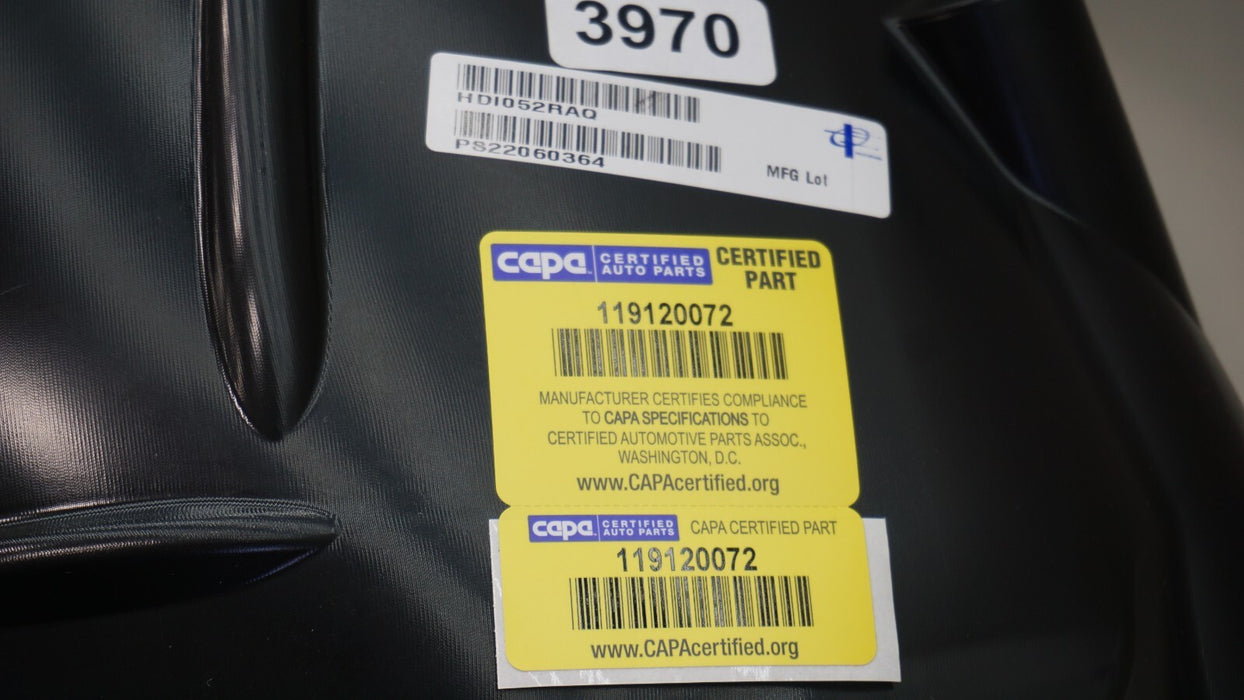 3970
HDI052RAQ
PS22060364
MFG Lot
capa CERTIFIED AUTO PARTS
CERTIFIED PART
119120072
MANUFACTURER CERTIFIES COMPLIANCE
TO CAPA SPECIFICATIONS TO
CERTIFIED AUTOMOTIVE PARTS ASSOC.,
WASHINGTON, D.C.
www.CAPAcertified.org
capa CERTIFIED AUTO PARTS CAPA CERTIFIED PART
119120072
www.CAPAcertified.org